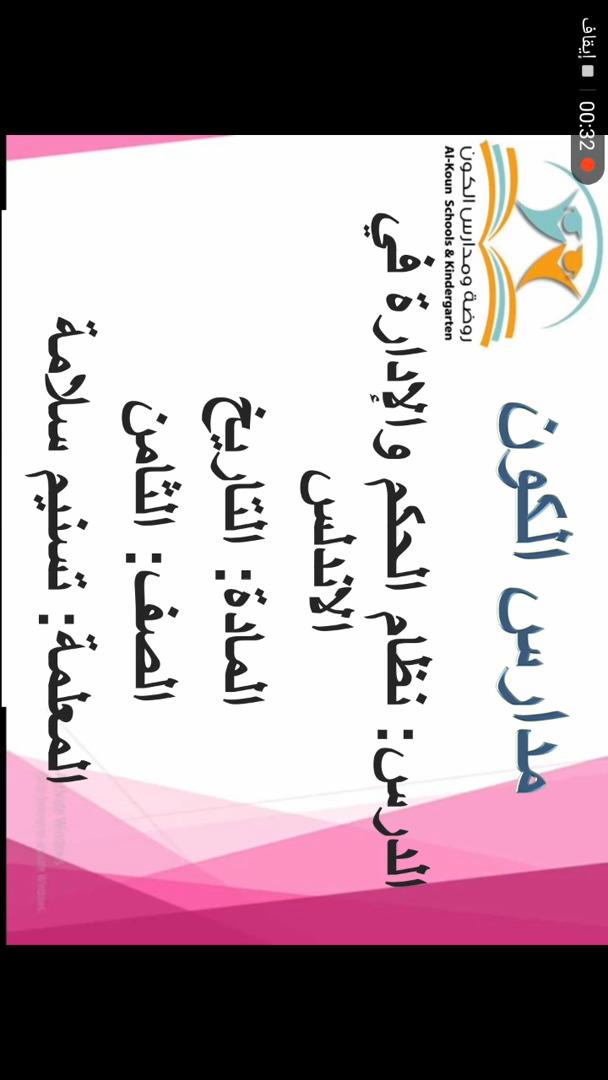 إيقاف
00:32
روضة ومدارس الكون
Al-Koun Schools & Kindergarten
مدارس الكون
الدرس: نظام الحكم والإدارة في
الاندلس
المادة: التاريخ
الصف: الثامن
المعلمة: تسنيم سلامة